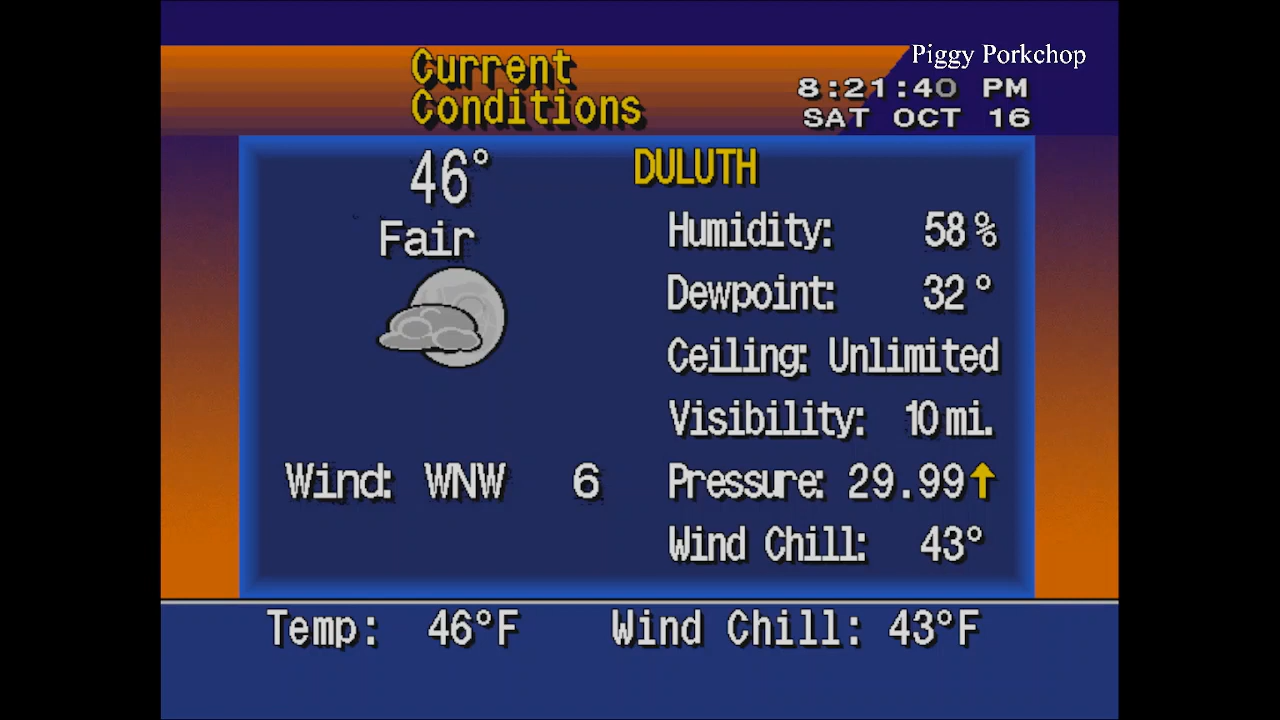 Piggy Porkchop
Current
Conditions
8:21:40 PM
SAT OCT 16
46°
Fair
Wind: WNW 6
DULUTH
Humidity: 58%
Dewpoint: 32°
Ceiling: Unlimited
Visibility: 10 mi.
Pressure: 29.99↑
Wind Chill: 43°
Temp: 46°F Wind Chill: 43°F